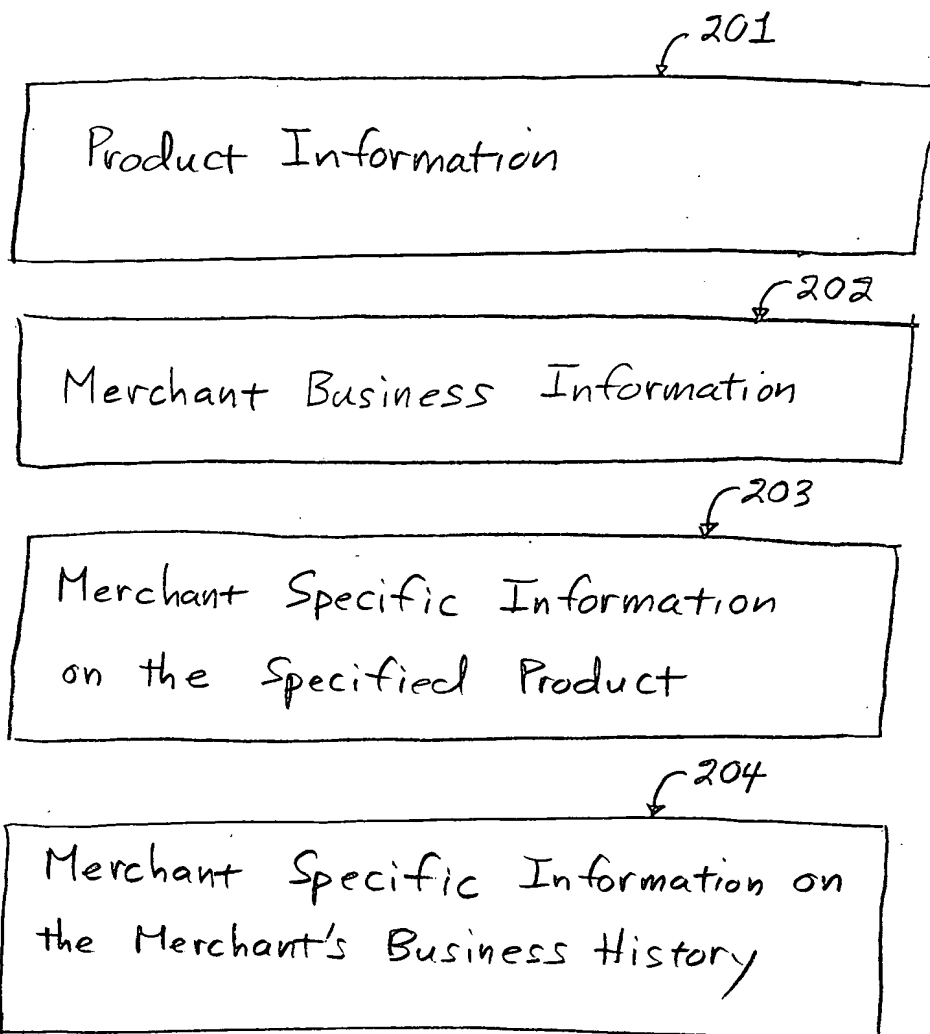 201
Product Information
202
Merchant Business Information
203
Merchant Specific Information
on the Specified Product
204
Merchant Specific Information on
the Merchant's Business History